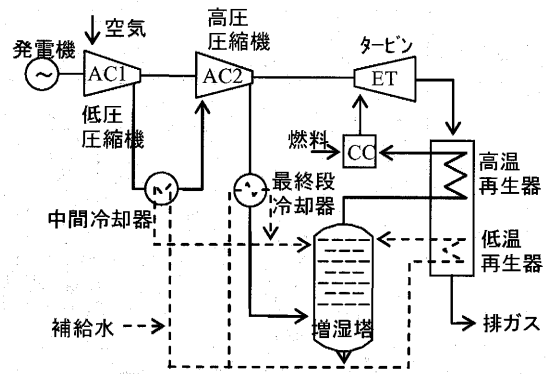 発電機
空気
AC1
低圧
圧縮機
高圧
圧縮機
AC2
タービン
ET
燃料
CC
高温
再生器
中間冷却器
最終段
冷却器
低温
再生器
補給水
増湿塔
排ガス